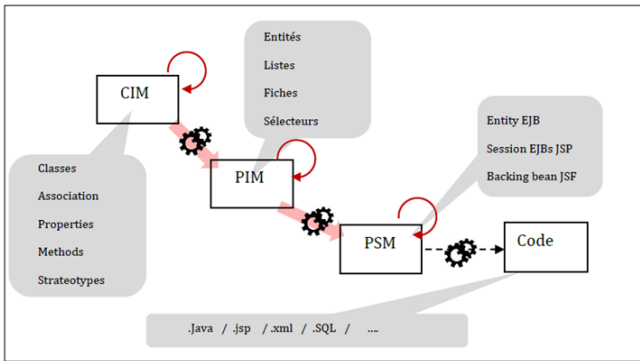 Entités
Listes
Fiches
Sélecteurs
CIM
Entity EJB
Session EJBs JSP
Backing bean JSF
Classes
Association
Properties
Methods
Strateotypes
PIM
PSM
Code
.Java / .jsp / .xml / .SQL / ....